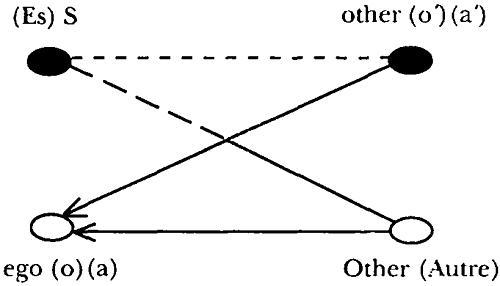 (Es) S
other (o′)(a′)
ego (o)(a)
Other (Autre)